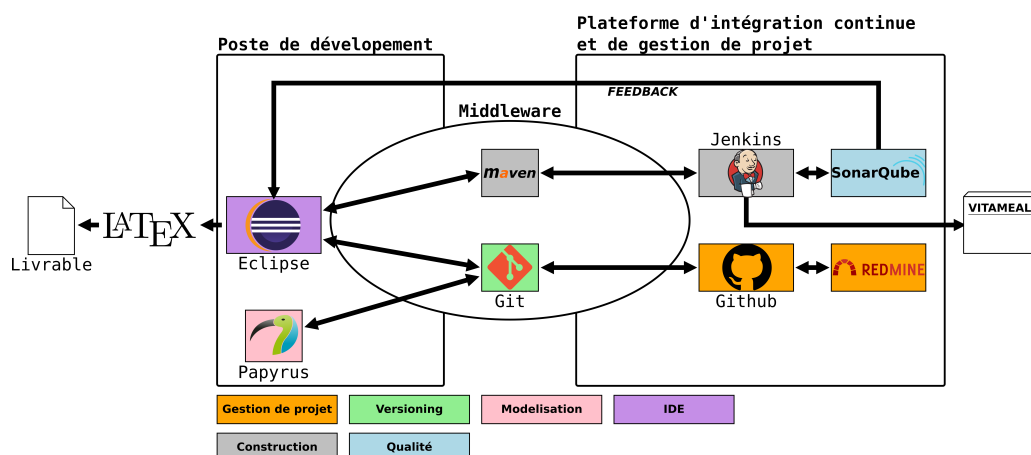 Plateforme d'intégration continue
et de gestion de projet
Poste de dévelopement
FEEDBACK
Middleware
Jenkins
maven
SonarQube
VITAMEAL
LATEX
Livrable
Eclipse
REDMINE
Git
Github
Papyrus
Gestion de projet
Versioning
Modelisation
IDE
Construction
Qualité